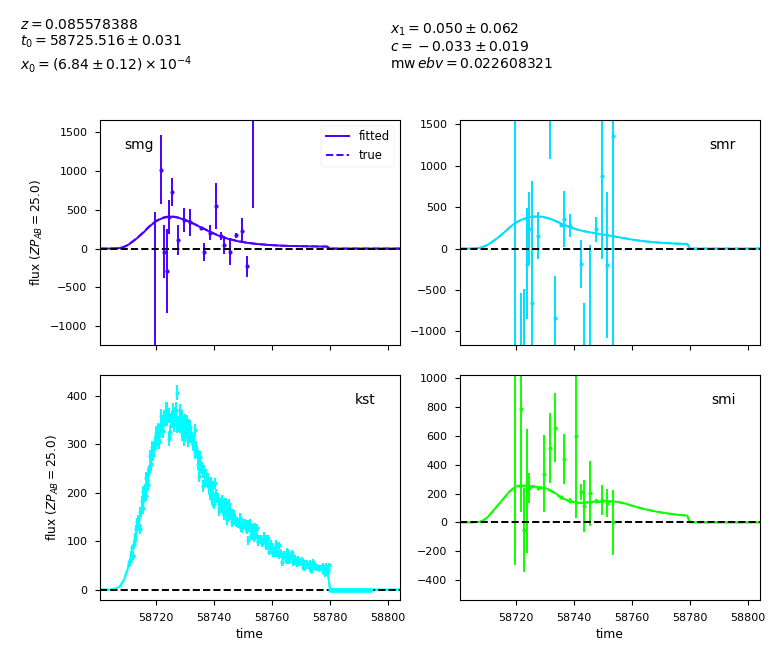 z = 0.085578388
t₀ = 58725.516 ± 0.031
x₀ = (6.84 ± 0.12) × 10⁻⁴
x₁ = 0.050 ± 0.062
c = −0.033 ± 0.019
mw ebv = 0.022608321
smg
fitted
true
1500
1000
500
0
−500
−1000
flux (ZP_AB = 25.0)
smr
1500
1000
500
0
−500
−1000
kst
400
300
200
100
0
flux (ZP_AB = 25.0)
58720 58740 58760 58780 58800
time
smi
1000
800
600
400
200
0
−200
−400
58720 58740 58760 58780 58800
time